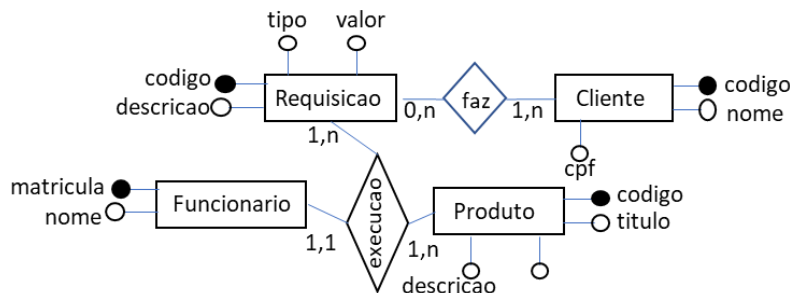 tipo valor
codigo
descricao
Requisicao
0,n
faz
1,n
Cliente
codigo
nome
cpf
1,n
matricula
nome
Funcionario
1,1
execucao
1,n
Produto
codigo
titulo
descricao